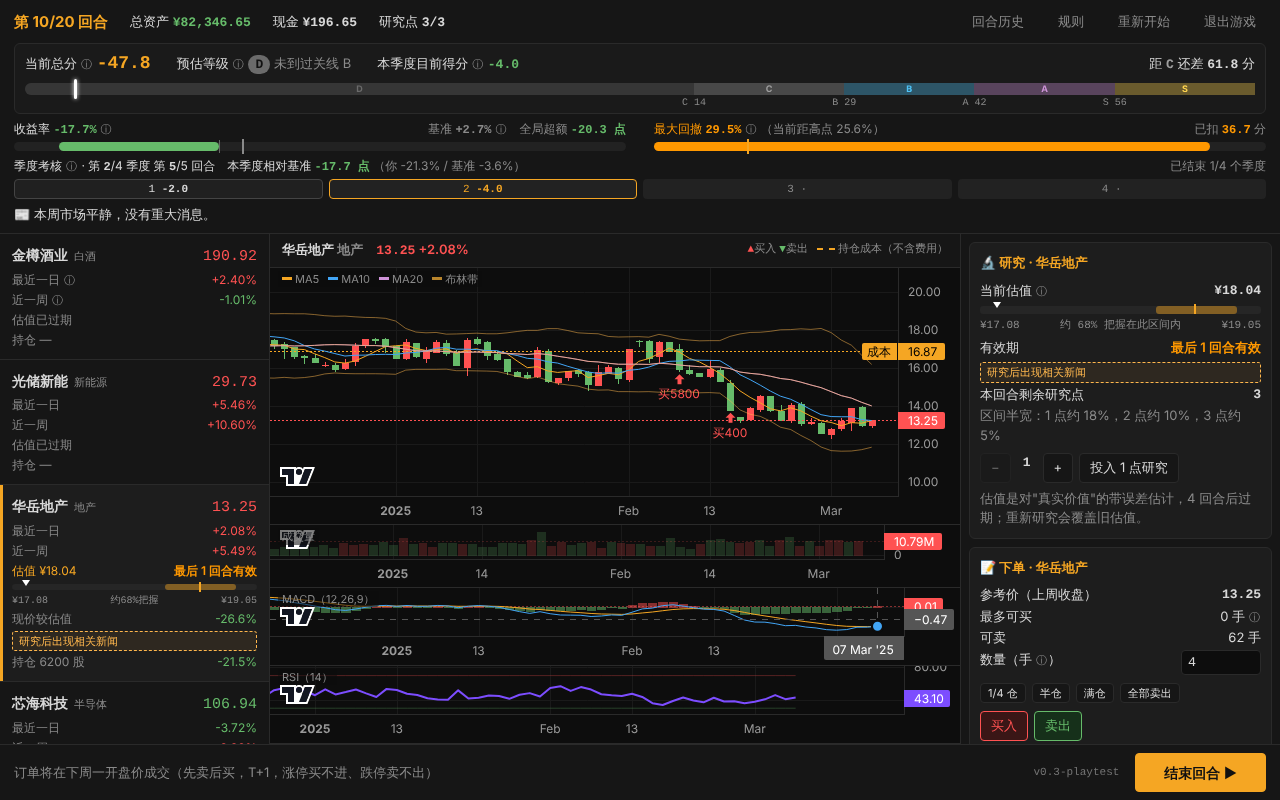 第 10/20 回合 总资产 ¥82,346.65 现金 ¥196.65 研究点 3/3 回合历史 规则 重新开始 退出游戏
当前总分 ⓘ -47.8 预估等级 ⓘ D 未到过关线 B 本季度目前得分 ⓘ -4.0 距 C 还差 61.8 分
D C B A S
C 14 B 29 A 42 S 56
收益率 -17.7% ⓘ 基准 +2.7% ⓘ 全局超额 -20.3 点 最大回撤 29.5% ⓘ （当前距高点 25.6%） 已扣 36.7 分
季度考核 ⓘ · 第 2/4 季度 第 5/5 回合 本季度相对基准 -17.7 点 （你 -21.3% / 基准 -3.6%） 已结束 1/4 个季度
1 -2.0 2 -4.0 3 · 4 ·
📰 本周市场平静，没有重大消息。
金樽酒业 白酒 190.92
最近一日 ⓘ +2.40%
最近一周 ⓘ -1.01%
估值已过期
持仓 —
光储新能 新能源 29.73
最近一日 +5.46%
最近一周 +10.60%
估值已过期
持仓 —
华岳地产 地产 13.25
最近一日 +2.08%
最近一周 +5.49%
估值 ¥18.04 最后 1 回合有效
¥17.08 约68%把握 ¥19.05
现价较估值 -26.6%
研究后出现相关新闻
持仓 6200 股 -21.5%
芯海科技 半导体 106.94
最近一日 -3.72%
华岳地产 地产 13.25 +2.08% ▲买入 ▼卖出 持仓成本（不含费用）
MA5 MA10 MA20 布林带
20.00
18.00
成本 16.87
16.00
买5800
14.00
13.25
买400
12.00
10.00
2025 13 Feb 13 Mar
10.79M
0
2025 14 Feb 14 Mar
MACD（12,26,9）
0.01
−0.47
2025 13 Feb 13 07 Mar '25
RSI（14） 80.00
43.10
2025 13 Feb 13 Mar
🔬 研究 · 华岳地产
当前估值 ⓘ ¥18.04
¥17.08 约 68% 把握在此区间内 ¥19.05
有效期 最后 1 回合有效
研究后出现相关新闻
本回合剩余研究点 3
区间半宽：1 点约 18%，2 点约 10%，3 点约
5%
− 1 + 投入 1 点研究
估值是对"真实价值"的带误差估计，4 回合后过
期；重新研究会覆盖旧估值。
📝 下单 · 华岳地产
参考价（上周收盘） 13.25
最多可买 0 手 ⓘ
可卖 62 手
数量（手 ⓘ） 4
1/4 仓 半仓 满仓 全部卖出
买入 卖出
订单将在下周一开盘价成交（先卖后买，T+1，涨停买不进、跌停卖不出） v0.3-playtest 结束回合 ▶